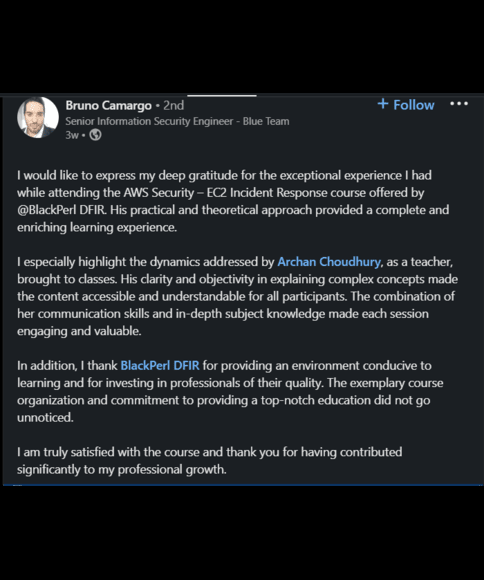 Bruno Camargo • 2nd
+ Follow •••
Senior Information Security Engineer - Blue Team
3w •
I would like to express my deep gratitude for the exceptional experience I had
while attending the AWS Security – EC2 Incident Response course offered by
@BlackPerl DFIR. His practical and theoretical approach provided a complete and
enriching learning experience.
I especially highlight the dynamics addressed by Archan Choudhury, as a teacher,
brought to classes. His clarity and objectivity in explaining complex concepts made
the content accessible and understandable for all participants. The combination of
her communication skills and in-depth subject knowledge made each session
engaging and valuable.
In addition, I thank BlackPerl DFIR for providing an environment conducive to
learning and for investing in professionals of their quality. The exemplary course
organization and commitment to providing a top-notch education did not go
unnoticed.
I am truly satisfied with the course and thank you for having contributed
significantly to my professional growth.